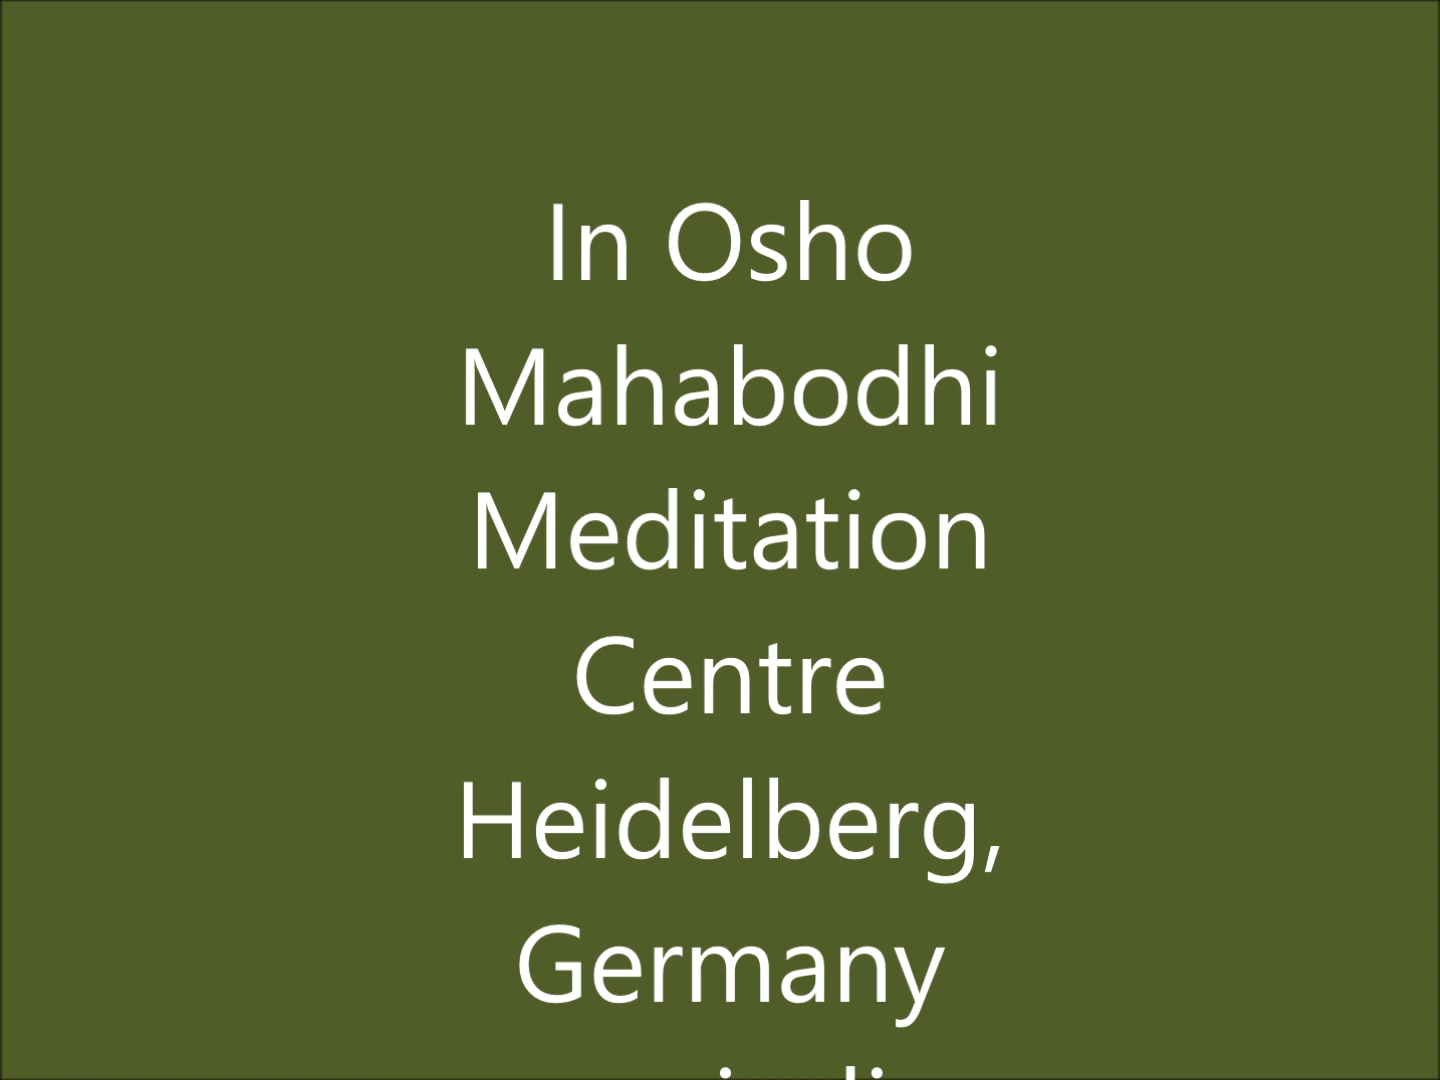 In Osho
Mahabodhi
Meditation
Centre
Heidelberg,
Germany